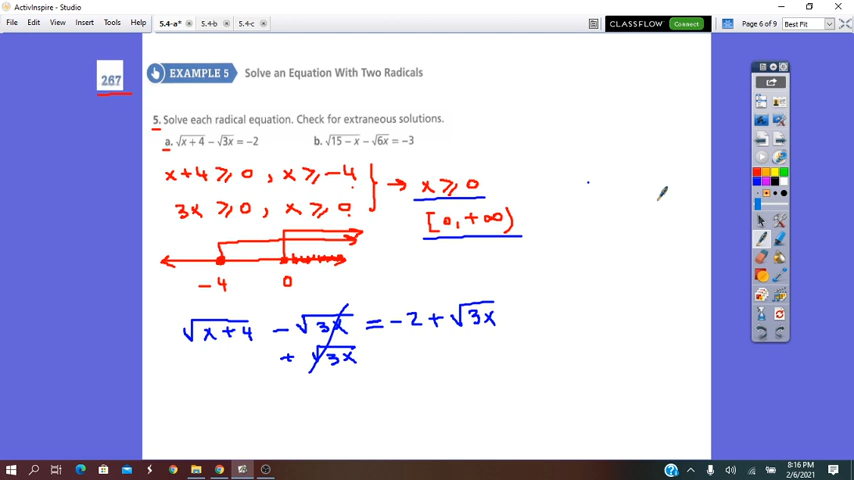 ActivInspire - Studio
File Edit View Insert Tools Help
5.4-a* 5.4-b 5.4-c
CLASSFLOW Connect
Page 6 of 9 Best Fit
267
EXAMPLE 5 Solve an Equation With Two Radicals
5. Solve each radical equation. Check for extraneous solutions.
a. √x + 4 − √3x = −2 b. √15 − x − √6x = −3
x+4 ≥ 0 , x ≥ −4
3x ≥ 0 , x ≥ 0
→ x ≥ 0
[0, +∞)
−4 0
√x+4 − √3x = −2 + √3x
+ √3x
8:16 PM
2/6/2021